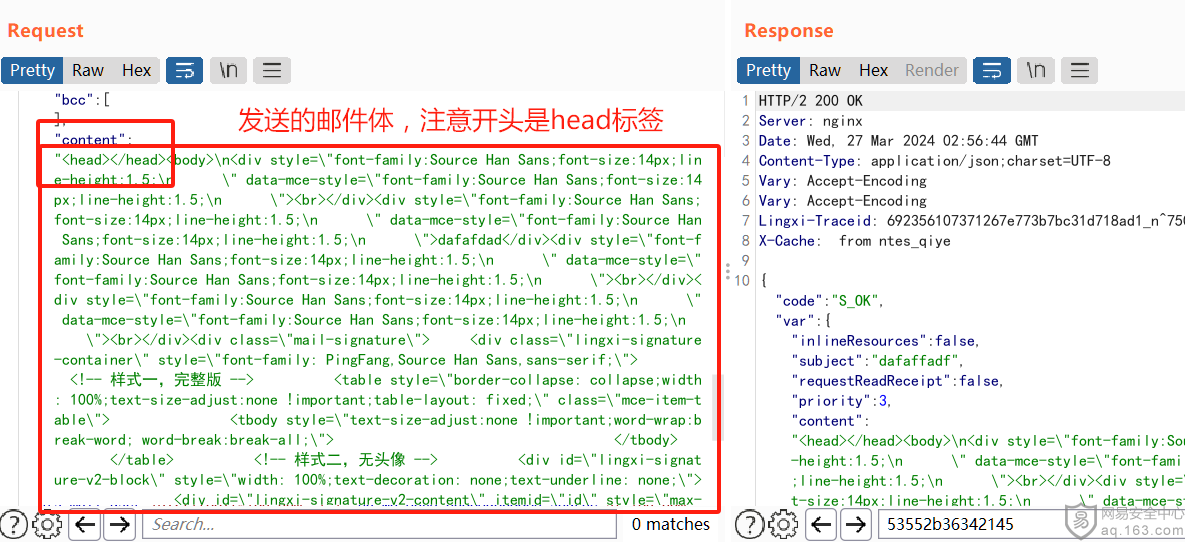 Request
Pretty Raw Hex \n
"bcc":[
],
发送的邮件体，注意开头是head标签
"content":
"<head></head><body>\n<div style=\"font-family:Source Han Sans;font-size:14px;lin
e-height:1.5;\n \" data-mce-style=\"font-family:Source Han Sans;font-size:14
px;line-height:1.5;\n \"><br></div><div style=\"font-family:Source Han Sans;
font-size:14px;line-height:1.5;\n \" data-mce-style=\"font-family:Source Han
Sans;font-size:14px;line-height:1.5;\n \">dafafdad</div><div style=\"font-f
amily:Source Han Sans;font-size:14px;line-height:1.5;\n \" data-mce-style=\"
font-family:Source Han Sans;font-size:14px;line-height:1.5;\n \"><br></div><
div style=\"font-family:Source Han Sans;font-size:14px;line-height:1.5;\n \"
data-mce-style=\"font-family:Source Han Sans;font-size:14px;line-height:1.5;\n
\"><br></div><div class=\"mail-signature\"> <div class=\"lingxi-signature
-container\" style=\"font-family: PingFang,Source Han Sans,sans-serif;\">
<!-- 样式一，完整版 --> <table style=\"border-collapse: collapse;width
: 100%;text-size-adjust:none !important;table-layout: fixed;\" class=\"mce-item-t
able\"> <tbody style=\"text-size-adjust:none !important;word-wrap:b
reak-word; word-break:break-all;\"> </tbody>
</table> <!-- 样式二，无头像 --> <div id=\"lingxi-signat
ure-v2-block\" style=\"width: 100%;text-decoration: none;text-underline: none;\">
<div id=\"lingxi-signature-v2-content\" itemid=\"id\" style=\"max-
Search...
0 matches
Response
Pretty Raw Hex Render \n
1 HTTP/2 200 OK
2 Server: nginx
3 Date: Wed, 27 Mar 2024 02:56:44 GMT
4 Content-Type: application/json;charset=UTF-8
5 Vary: Accept-Encoding
6 Vary: Accept-Encoding
7 Lingxi-Traceid: 692356107371267e773b7bc31d718ad1_n^750
8 X-Cache: from ntes_qiye
9
10 {
"code":"S_OK",
"var":{
"inlineResources":false,
"subject":"dafaffadf",
"requestReadReceipt":false,
"priority":3,
"content":
"<head></head><body>\n<div style=\"font-family:Sou
e-height:1.5;\n \" data-mce-style=\"font-fami
;line-height:1.5;\n \"><br></div><div style=\
ize:14px;line-height:1.5;\n \" data-mce-style
t-size:14px;line-height:1.5;\n \">dafafdad</d
53552b36342145
网易安全中心
aq.163.com